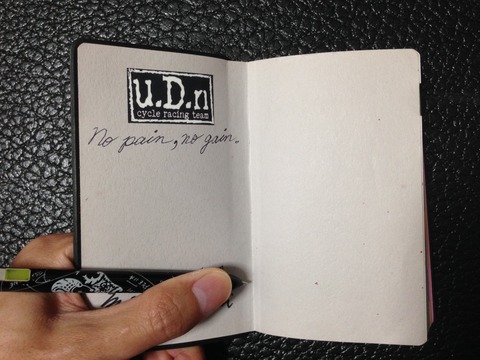 u.D.n
cycle racing team
No pain, no gain.